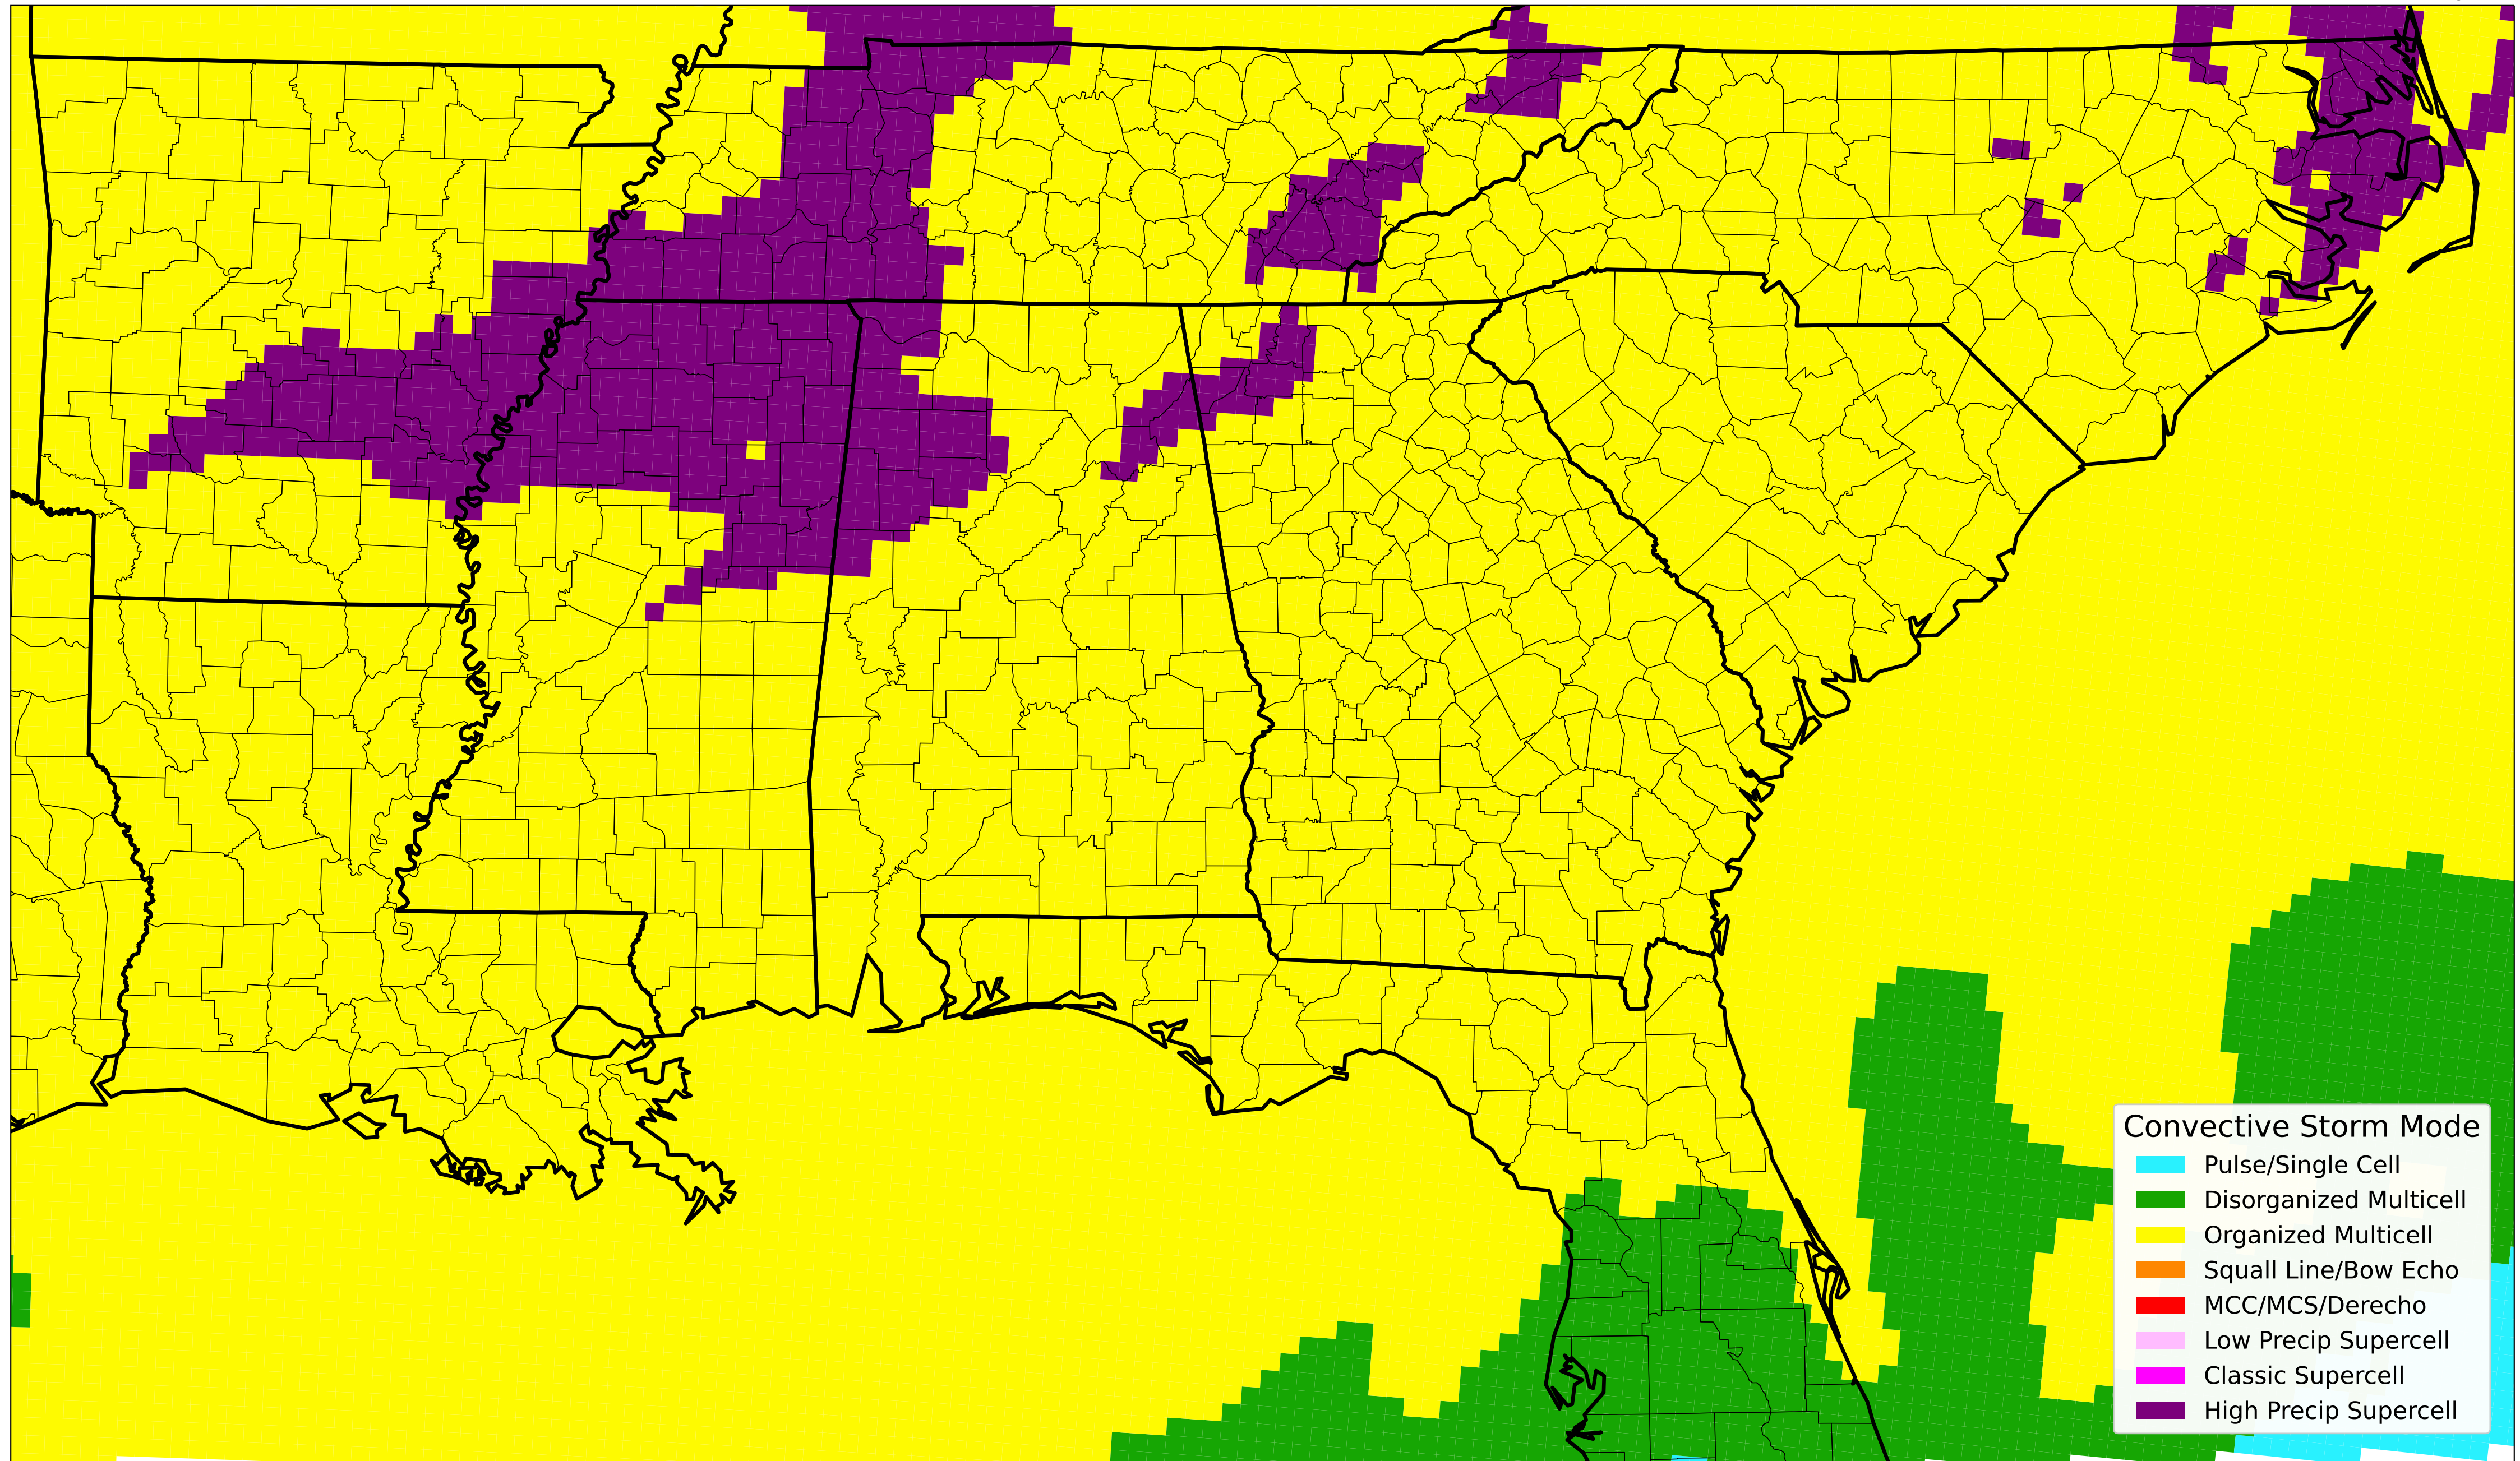 Convective Storm Mode
Pulse/Single Cell
Disorganized Multicell
Organized Multicell
Squall Line/Bow Echo
MCC/MCS/Derecho
Low Precip Supercell
Classic Supercell
High Precip Supercell